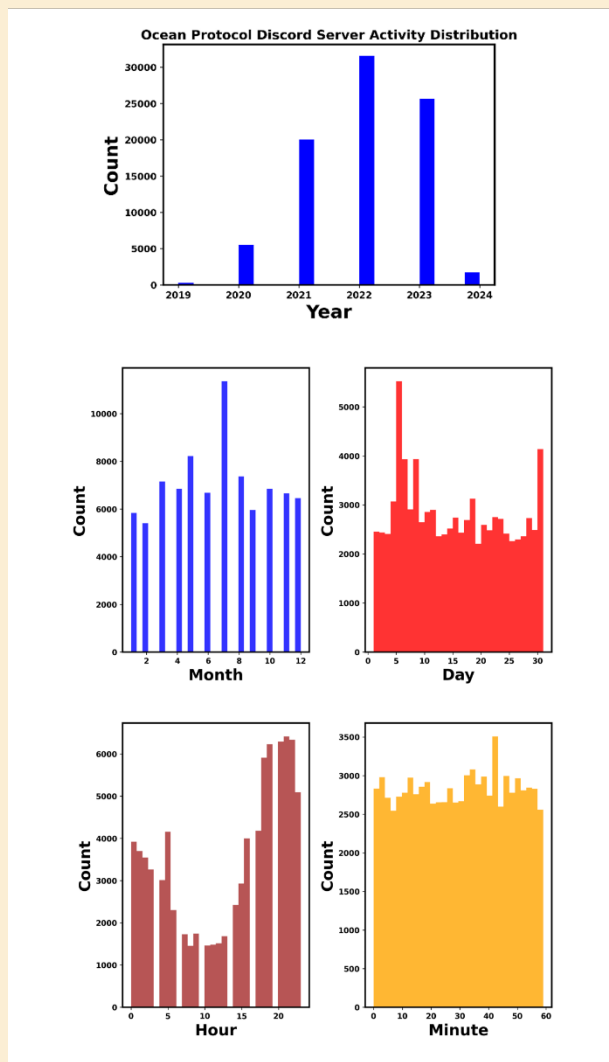 Ocean Protocol Discord Server Activity Distribution
30000
25000
20000
15000
10000
5000
0
Count
2019 2020 2021 2022 2023 2024
Year
10000
8000
6000
4000
2000
0
Count
2 4 6 8 10 12
Month
5000
4000
3000
2000
1000
0
Count
0 5 10 15 20 25 30
Day
6000
5000
4000
3000
2000
1000
0
Count
0 5 10 15 20
Hour
3500
3000
2500
2000
1500
1000
500
0
Count
0 10 20 30 40 50 60
Minute